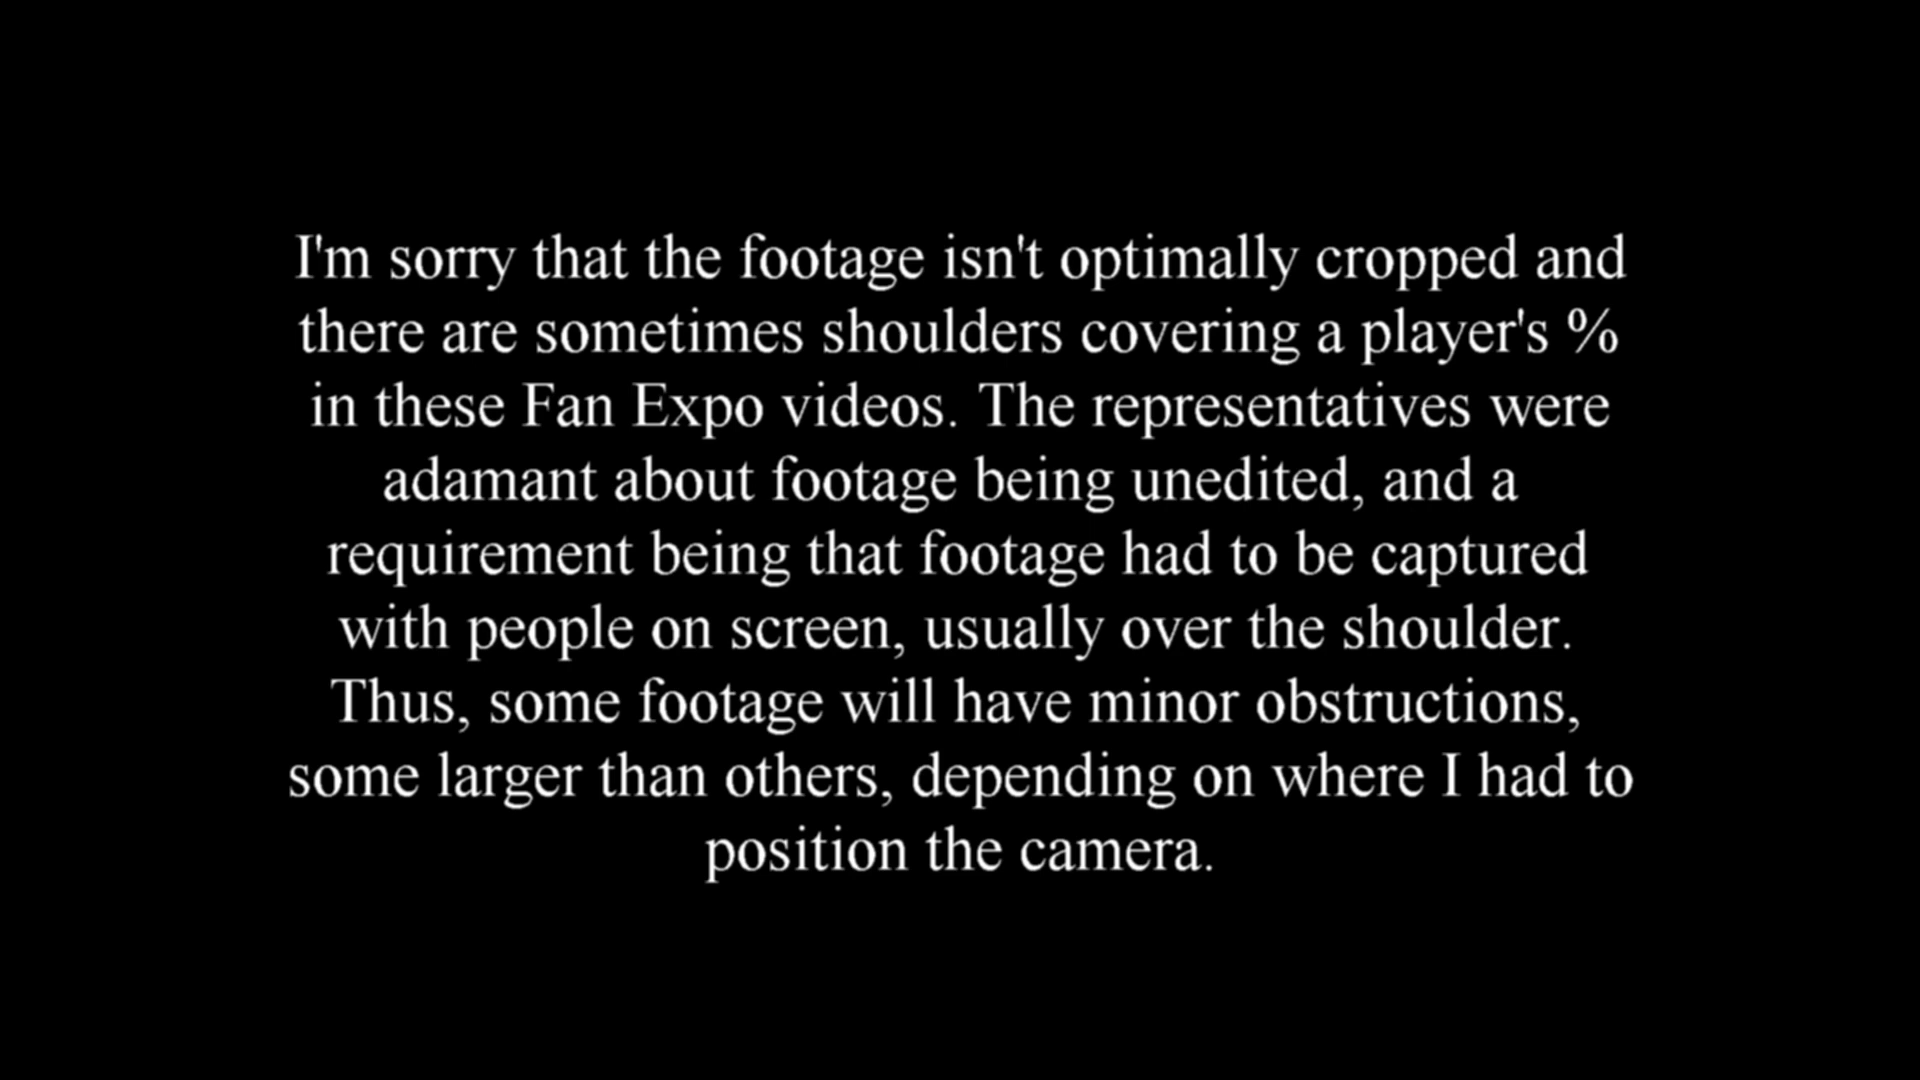 I'm sorry that the footage isn't optimally cropped and
there are sometimes shoulders covering a player's %
in these Fan Expo videos. The representatives were
adamant about footage being unedited, and a
requirement being that footage had to be captured
with people on screen, usually over the shoulder.
Thus, some footage will have minor obstructions,
some larger than others, depending on where I had to
position the camera.